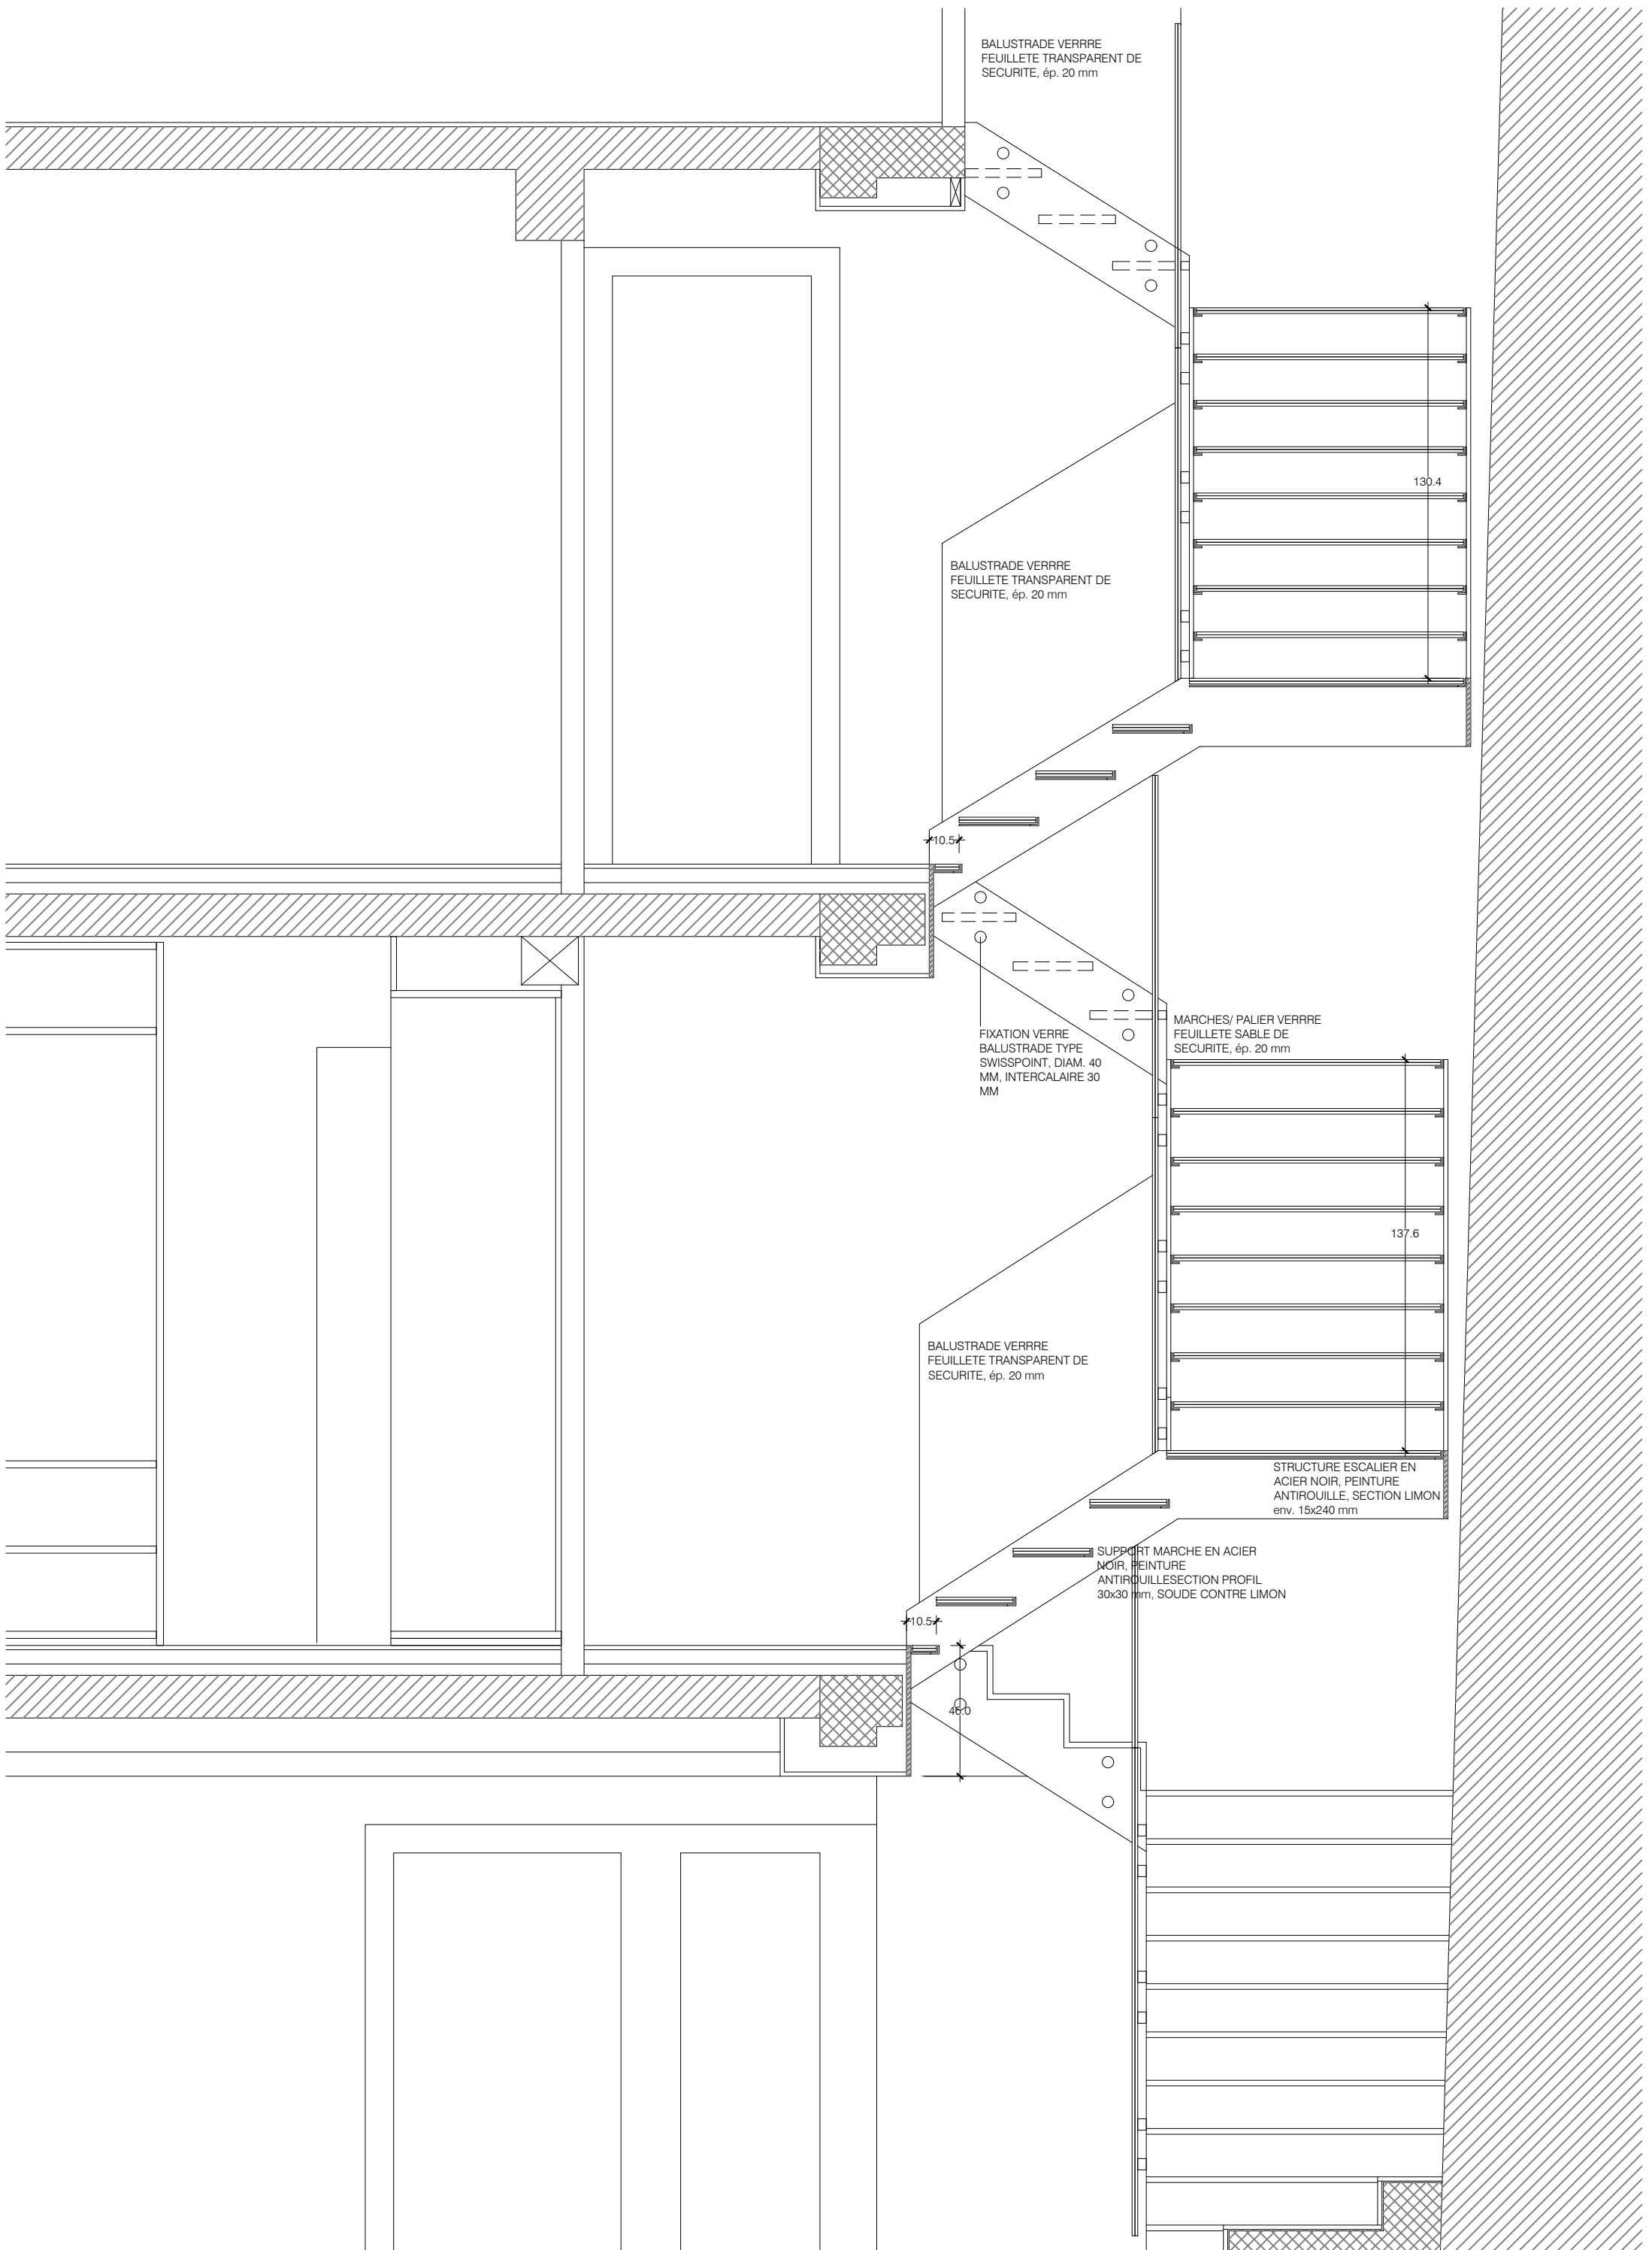 BALUSTRADE VERRRE
FEUILLETE TRANSPARENT DE
SECURITE, ép. 20 mm
130.4
BALUSTRADE VERRRE
FEUILLETE TRANSPARENT DE
SECURITE, ép. 20 mm
10.5
FIXATION VERRE
BALUSTRADE TYPE
SWISSPOINT, DIAM. 40
MM, INTERCALAIRE 30
MM
MARCHES/ PALIER VERRRE
FEUILLETE SABLE DE
SECURITE, ép. 20 mm
137.6
BALUSTRADE VERRRE
FEUILLETE TRANSPARENT DE
SECURITE, ép. 20 mm
STRUCTURE ESCALIER EN
ACIER NOIR, PEINTURE
ANTIROUILLE, SECTION LIMON
env. 15x240 mm
SUPPORT MARCHE EN ACIER
NOIR, PEINTURE
ANTIROUILLESECTION PROFIL
30x30 mm, SOUDE CONTRE LIMON
10.5
46.0